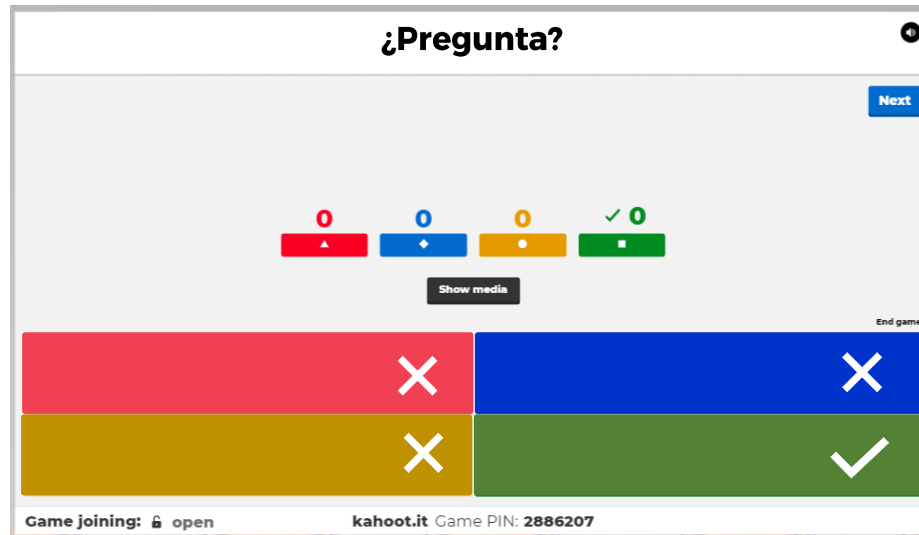 ¿Pregunta?
Next
0 0 0 0
Show media
End game
Game joining: open kahoot.it Game PIN: 2886207